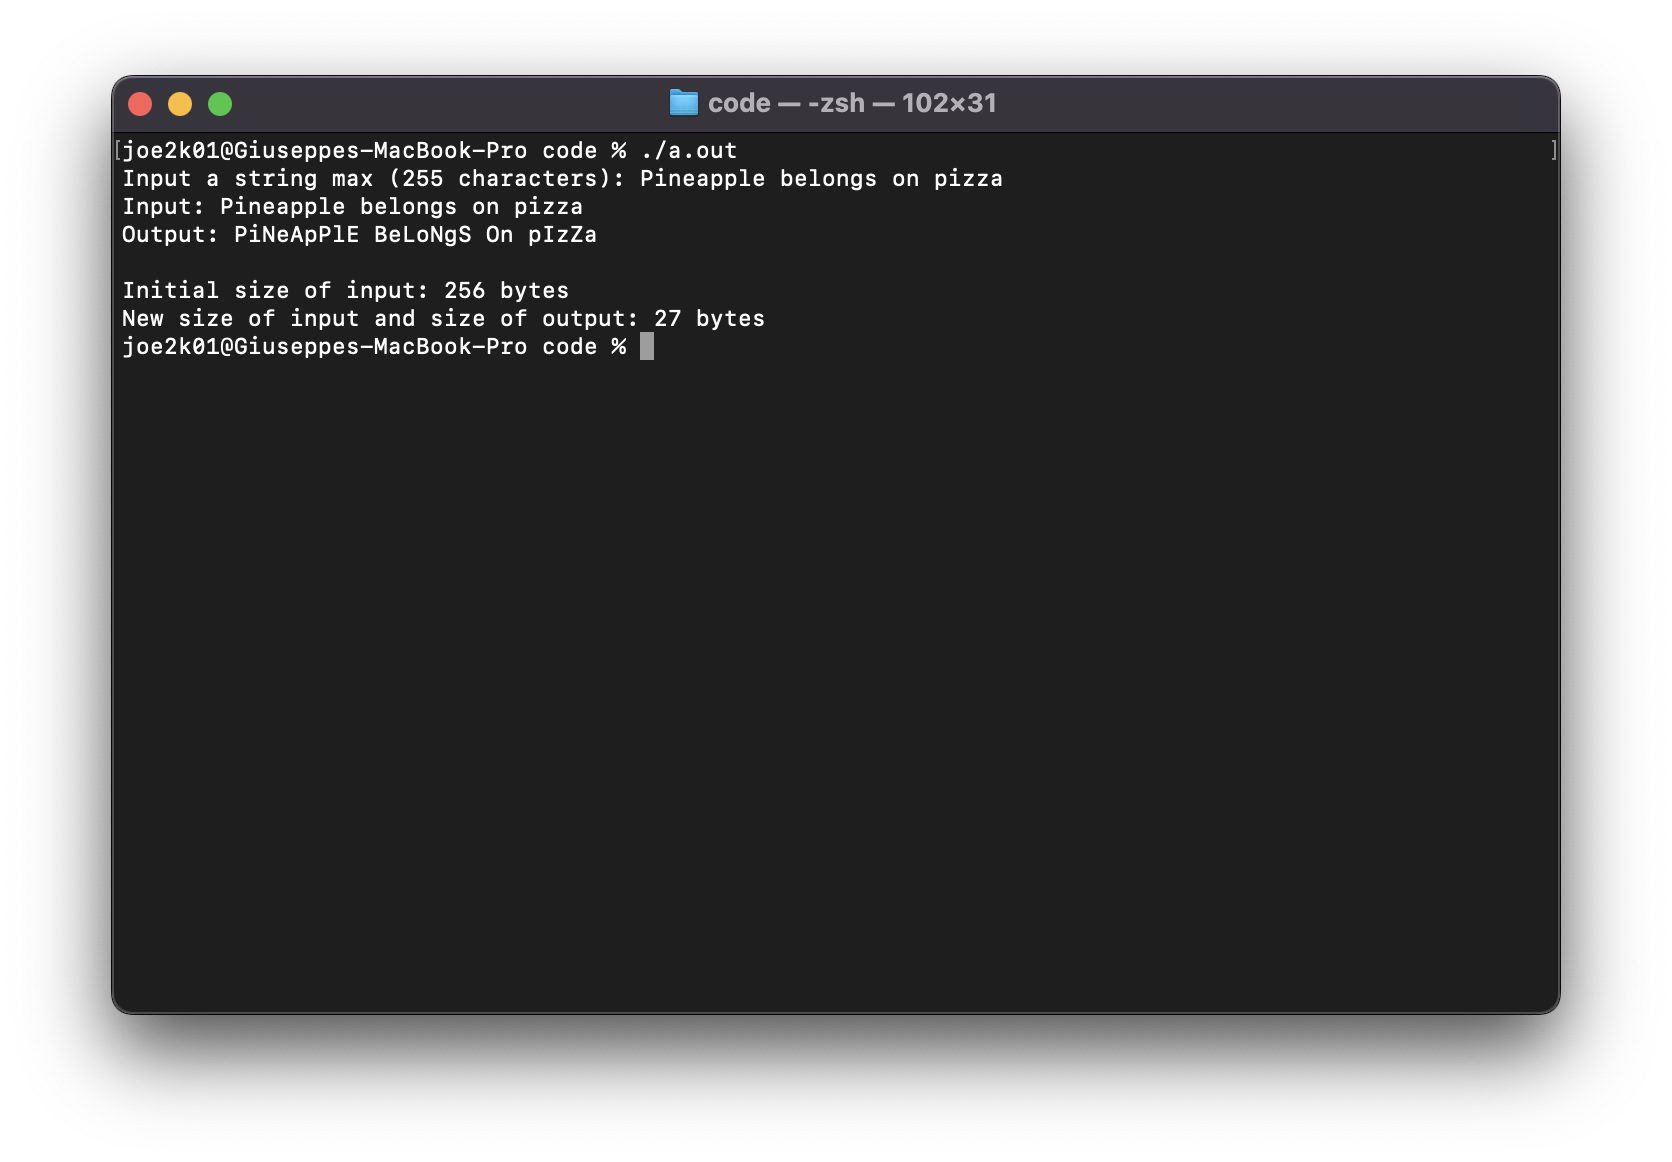 code — -zsh — 102×31
[joe2k01@Giuseppes-MacBook-Pro code % ./a.out ]
Input a string max (255 characters): Pineapple belongs on pizza
Input: Pineapple belongs on pizza
Output: PiNeApPlE BeLoNgS On pIzZa
Initial size of input: 256 bytes
New size of input and size of output: 27 bytes
joe2k01@Giuseppes-MacBook-Pro code %